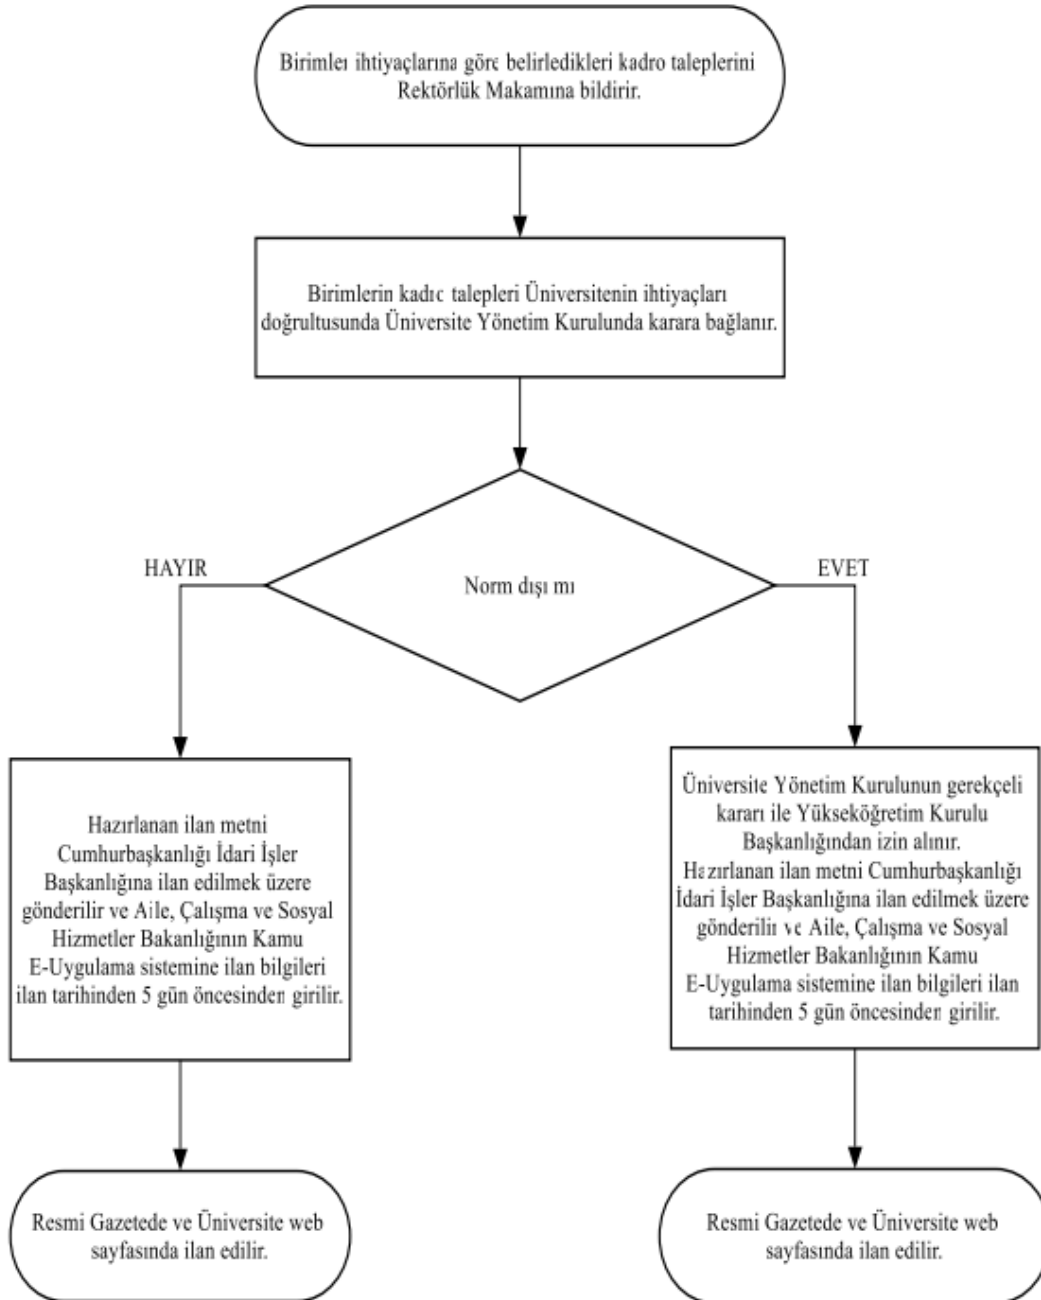 Birimler ihtiyaçlarına göre belirledikleri kadro taleplerini
Rektörlük Makamına bildirir.
Birimlerin kadro talepleri Üniversitenin ihtiyaçları
doğrultusunda Üniversite Yönetim Kurulunda karara bağlanır.
HAYIR
EVET
Norm dışı mı
Hazırlanan ilan metni
Cumhurbaşkanlığı İdari İşler
Başkanlığına ilan edilmek üzere
gönderilir ve Aile, Çalışma ve Sosyal
Hizmetler Bakanlığının Kamu
E-Uygulama sistemine ilan bilgileri
ilan tarihinden 5 gün öncesinden girilir.
Üniversite Yönetim Kurulunun gerekçeli
kararı ile Yükseköğretim Kurulu
Başkanlığından izin alınır.
Hazırlanan ilan metni Cumhurbaşkanlığı
İdari İşler Başkanlığına ilan edilmek üzere
gönderilir ve Aile, Çalışma ve Sosyal
Hizmetler Bakanlığının Kamu
E-Uygulama sistemine ilan bilgileri ilan
tarihinden 5 gün öncesinden girilir.
Resmi Gazetede ve Üniversite web
sayfasında ilan edilir.
Resmi Gazetede ve Üniversite web
sayfasında ilan edilir.